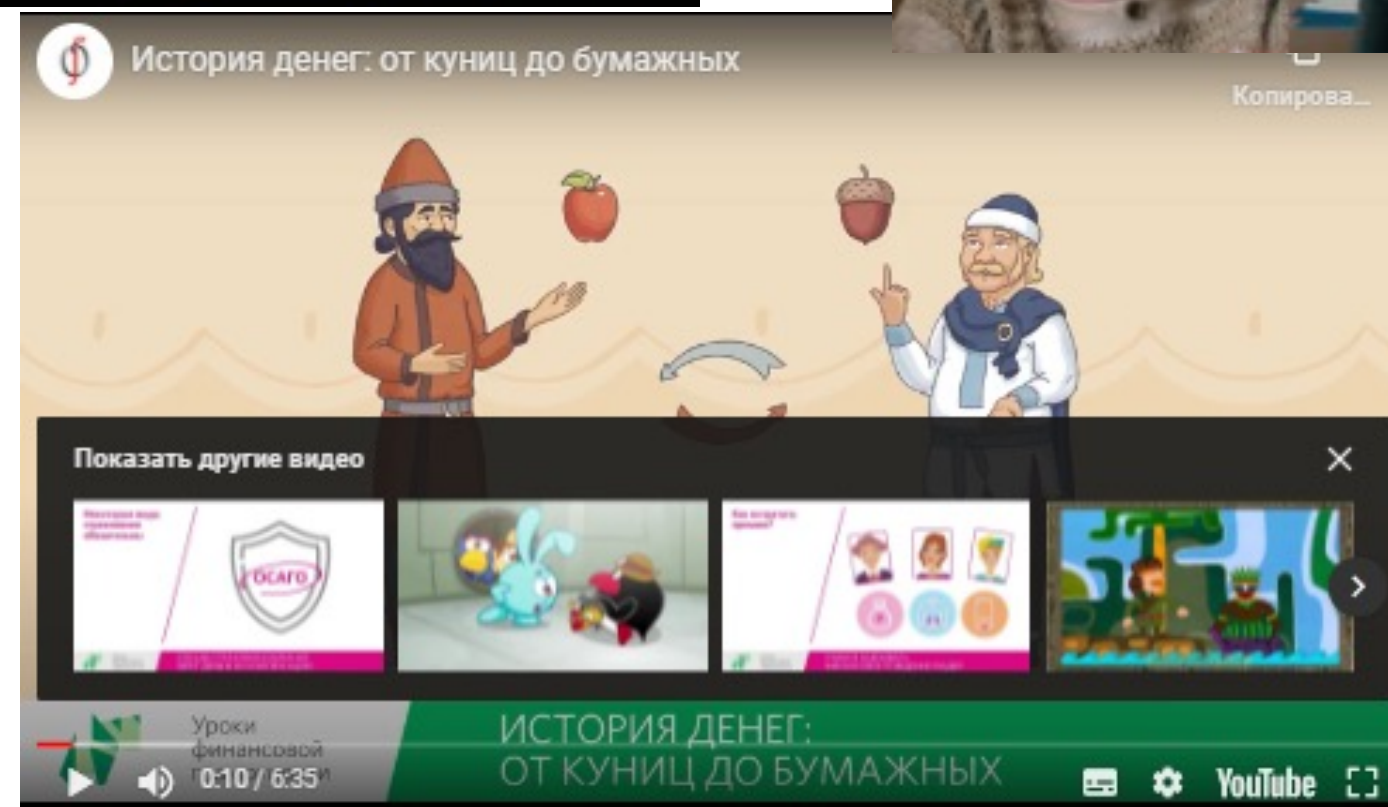 История денег: от куниц до бумажных
Копирова...
Показать другие видео
ОСАГО
Уроки
финансовой
ИСТОРИЯ ДЕНЕГ:
ОТ КУНИЦ ДО БУМАЖНЫХ
0:10 / 6:35
YouTube